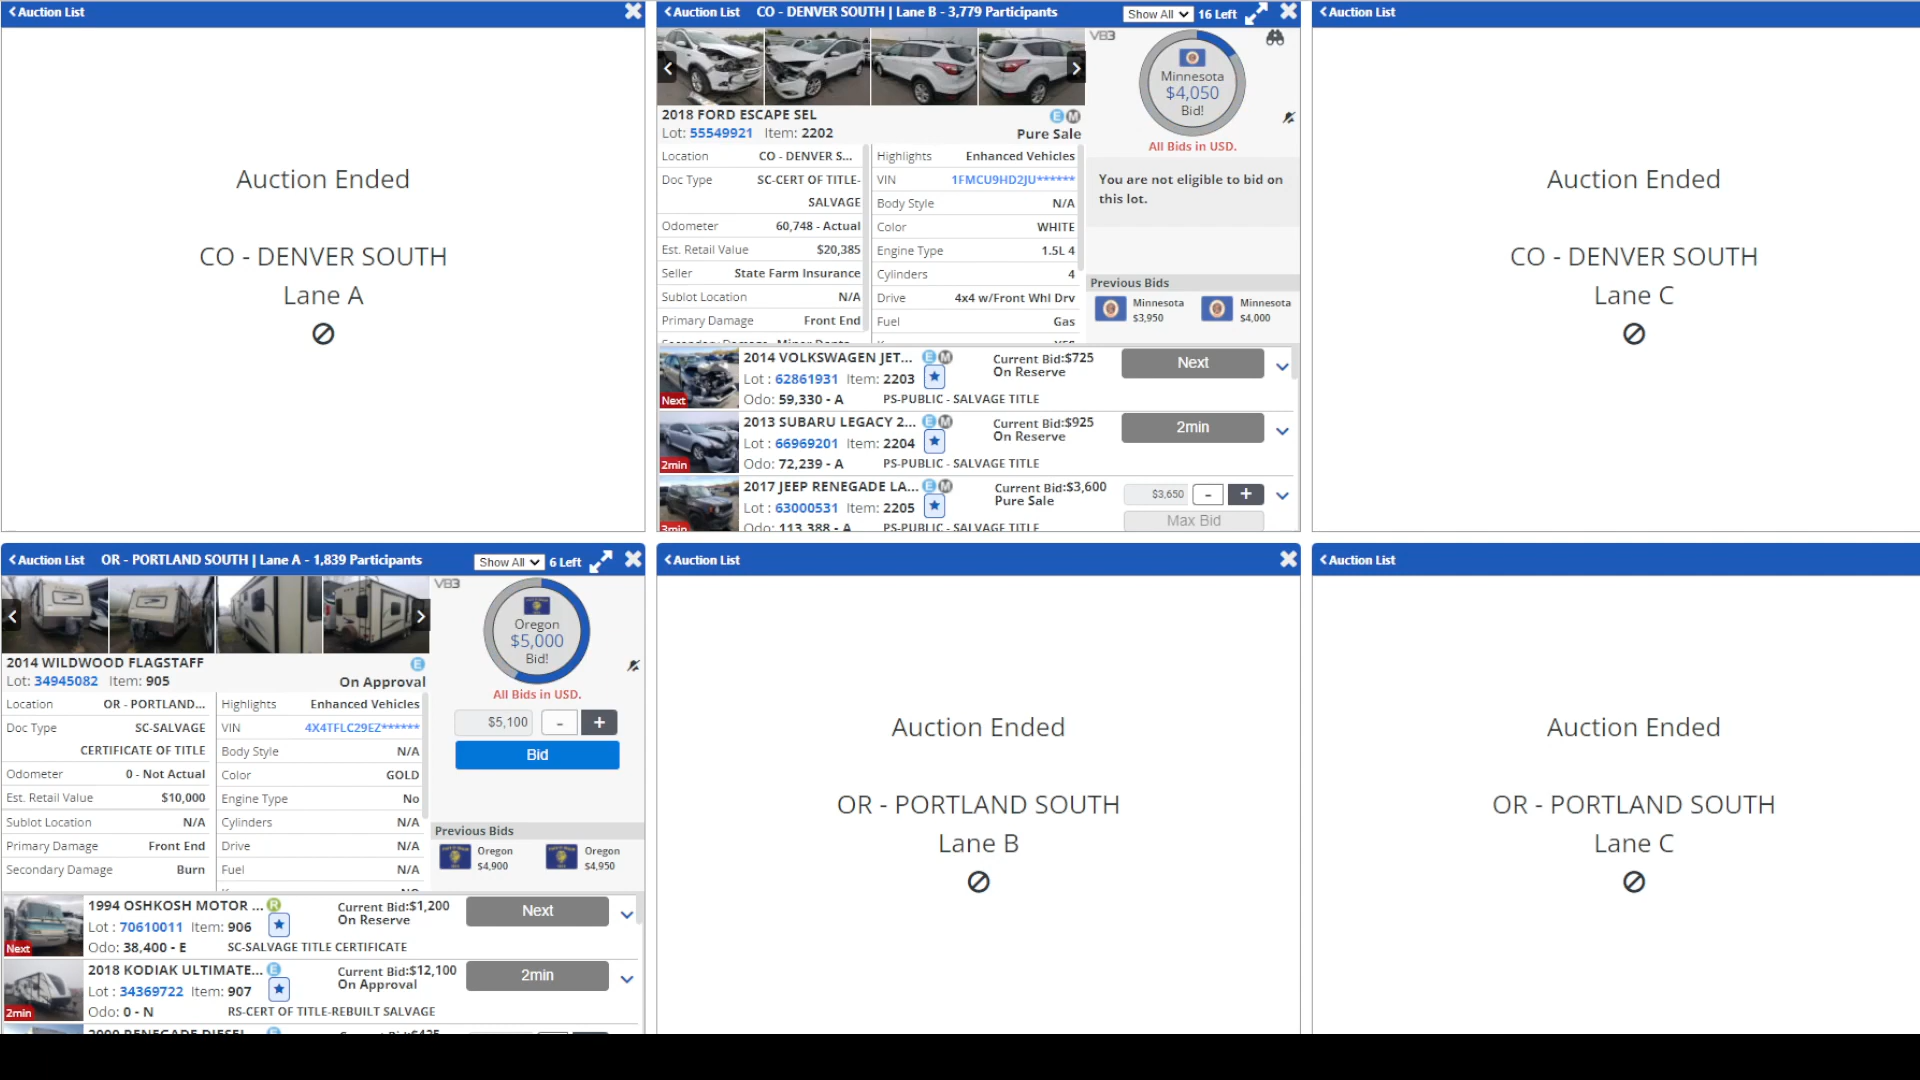 Auction List
Auction Ended
CO - DENVER SOUTH
Lane A
Auction List CO - DENVER SOUTH | Lane B - 3,779 Participants Show All 16 Left
VB3
Minnesota
$4,050
Bid!
All Bids in USD.
2018 FORD ESCAPE SEL E M
Lot: 55549921 Item: 2202 Pure Sale
Location CO - DENVER S...
Doc Type SC-CERT OF TITLE-
SALVAGE
Odometer 60,748 - Actual
Est. Retail Value $20,385
Seller State Farm Insurance
Sublot Location N/A
Primary Damage Front End
Highlights Enhanced Vehicles
VIN 1FMCU9HD2JU******
Body Style N/A
Color WHITE
Engine Type 1.5L 4
Cylinders 4
Drive 4x4 w/Front Whl Drv
Fuel Gas
You are not eligible to bid on
this lot.
Previous Bids
Minnesota
$3,950
Minnesota
$4,000
2014 VOLKSWAGEN JET... E M Current Bid:$725 Next
Lot : 62861931 Item: 2203 On Reserve
Next Odo: 59,330 - A PS-PUBLIC - SALVAGE TITLE
2013 SUBARU LEGACY 2... E M Current Bid:$925 2min
Lot : 66969201 Item: 2204 On Reserve
2min Odo: 72,239 - A PS-PUBLIC - SALVAGE TITLE
2017 JEEP RENEGADE LA... E M Current Bid:$3,600 $3,650 - +
Lot : 63000531 Item: 2205 Pure Sale
3min Odo: 113,388 - A PS-PUBLIC - SALVAGE TITLE Max Bid
Auction List
Auction Ended
CO - DENVER SOUTH
Lane C
Auction List OR - PORTLAND SOUTH | Lane A - 1,839 Participants Show All 6 Left
VB3
Oregon
$5,000
Bid!
All Bids in USD.
2014 WILDWOOD FLAGSTAFF E
Lot: 34945082 Item: 905 On Approval
Location OR - PORTLAND...
Doc Type SC-SALVAGE
CERTIFICATE OF TITLE
Odometer 0 - Not Actual
Est. Retail Value $10,000
Sublot Location N/A
Primary Damage Front End
Secondary Damage Burn
Highlights Enhanced Vehicles
VIN 4X4TFLC29EZ******
Body Style N/A
Color GOLD
Engine Type No
Cylinders N/A
Drive N/A
Fuel N/A
$5,100 - +
Bid
Previous Bids
Oregon
$4,900
Oregon
$4,950
1994 OSHKOSH MOTOR ... R Current Bid:$1,200 Next
Lot : 70610011 Item: 906 On Reserve
Next Odo: 38,400 - E SC-SALVAGE TITLE CERTIFICATE
2018 KODIAK ULTIMATE... E Current Bid:$12,100 2min
Lot : 34369722 Item: 907 On Approval
2min Odo: 0 - N RS-CERT OF TITLE-REBUILT SALVAGE
Auction List
Auction Ended
OR - PORTLAND SOUTH
Lane B
Auction List
Auction Ended
OR - PORTLAND SOUTH
Lane C